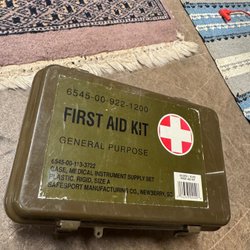 6545-00-922-1200
FIRST AID KIT
GENERAL PURPOSE
6545-00-113-3722
CASE, MEDICAL INSTRUMENT SUPPLY SET
PLASTIC, RIGID, SIZE A
SAFESPORT MANUFACTURING CO., NEWBERRY, SC